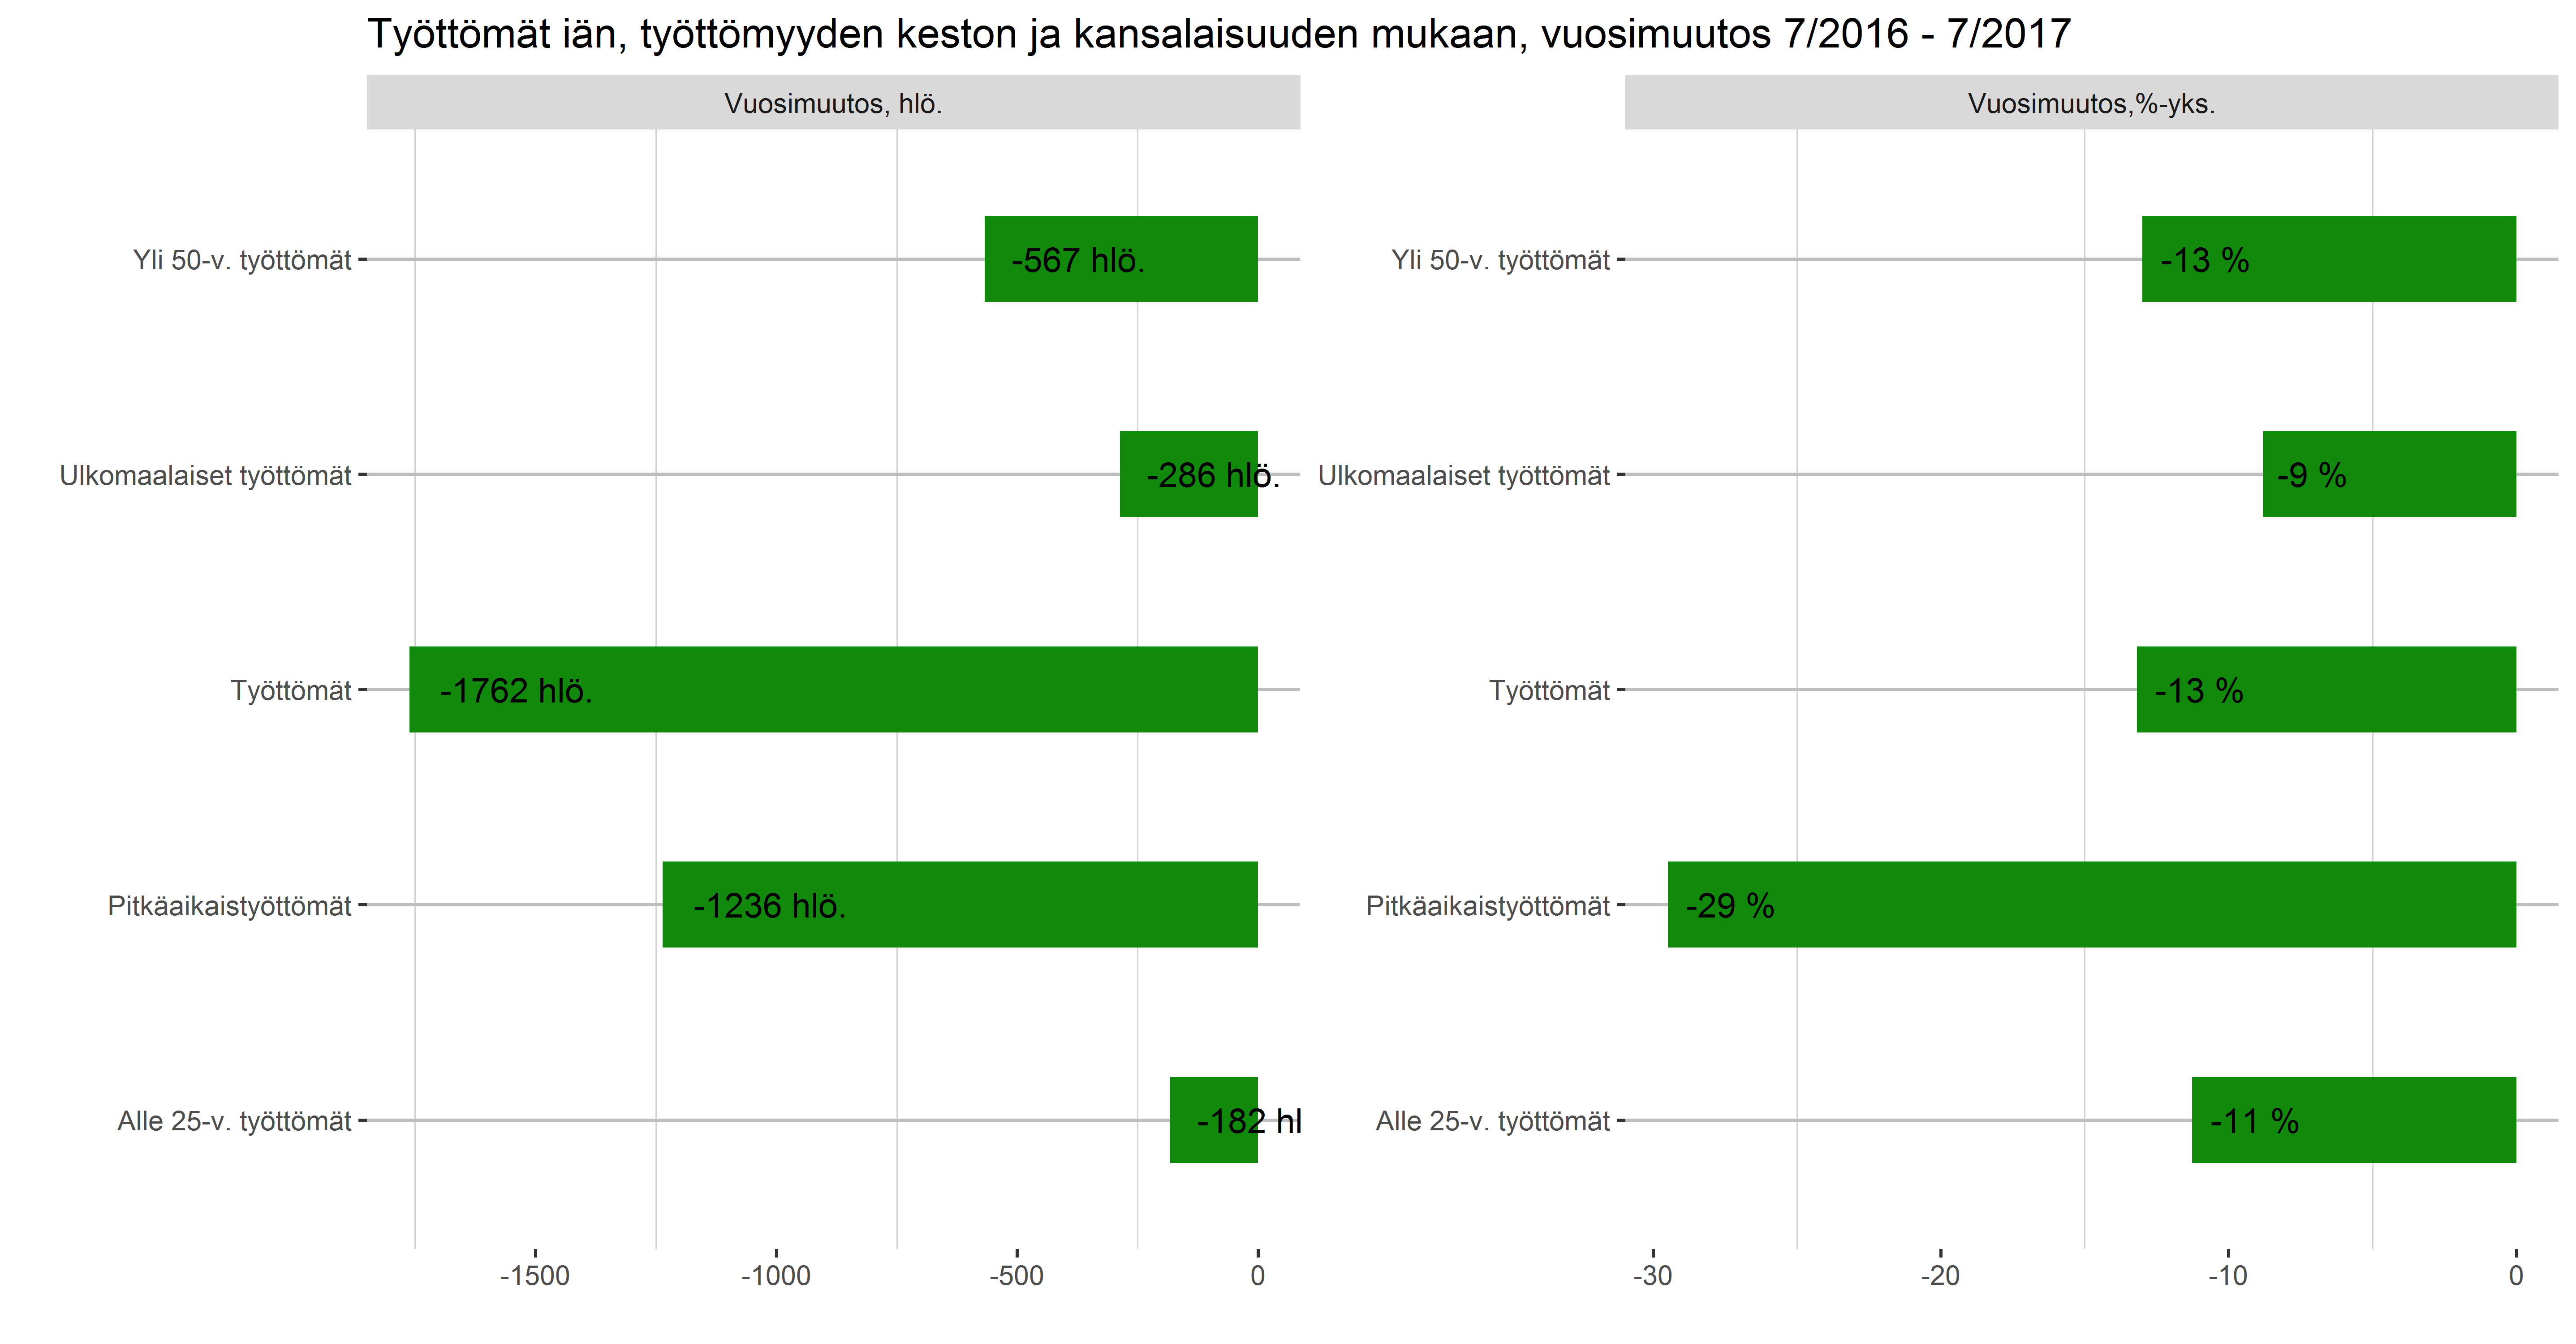 Työttömät iän, työttömyyden keston ja kansalaisuuden mukaan, vuosimuutos 7/2016 - 7/2017
Vuosimuutos, hlö.
Yli 50-v. työttömät
-567 hlö.
Ulkomaalaiset työttömät
-286 hlö.
Työttömät
-1762 hlö.
Pitkäaikaistyöttömät
-1236 hlö.
Alle 25-v. työttömät
-182 hl
-1500
-1000
-500
0
Vuosimuutos,%-yks.
Yli 50-v. työttömät
-13 %
Ulkomaalaiset työttömät
-9 %
Työttömät
-13 %
Pitkäaikaistyöttömät
-29 %
Alle 25-v. työttömät
-11 %
-30
-20
-10
0